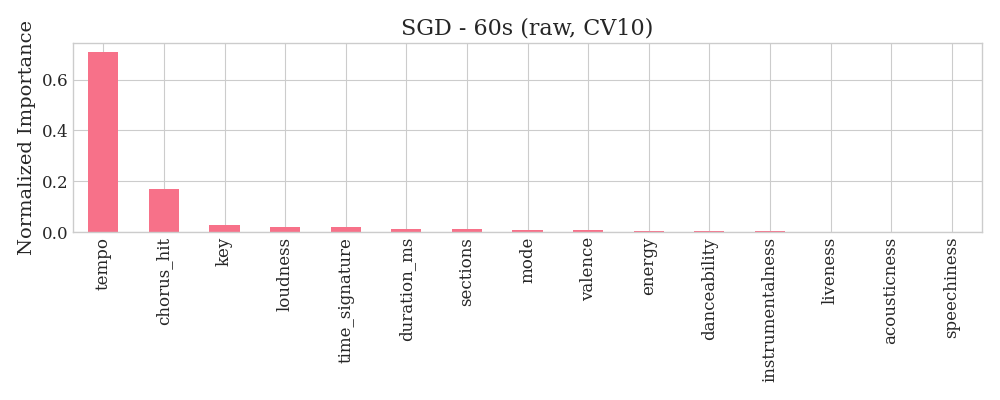 SGD - 60s (raw, CV10)
Normalized Importance
0.6
0.4
0.2
0.0
tempo
chorus_hit
key
loudness
time_signature
duration_ms
sections
mode
valence
energy
danceability
instrumentalness
liveness
acousticness
speechiness